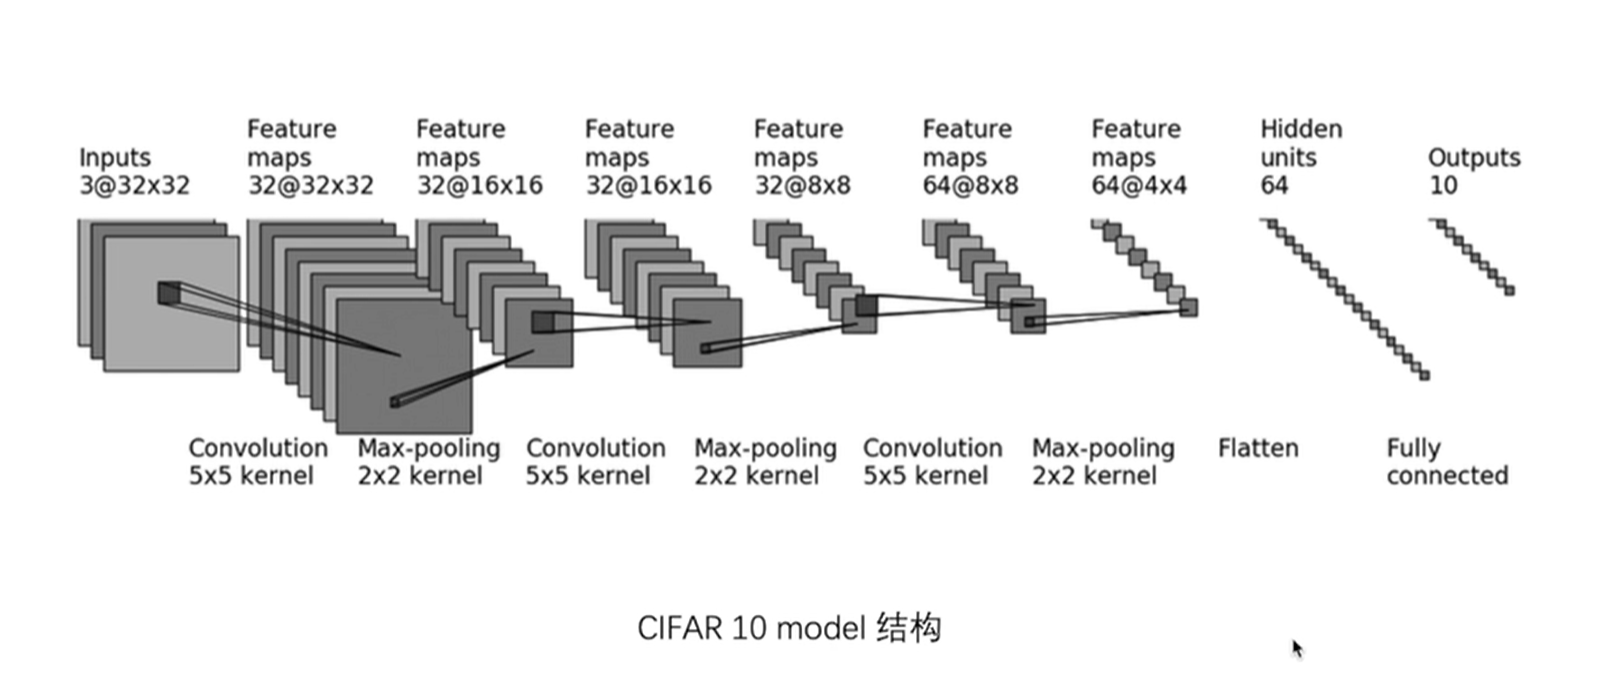 Inputs
3@32x32
Feature
maps
32@32x32
Feature
maps
32@16x16
Feature
maps
32@16x16
Feature
maps
32@8x8
Feature
maps
64@8x8
Feature
maps
64@4x4
Hidden
units
64
Outputs
10
Convolution
5x5 kernel
Max-pooling
2x2 kernel
Convolution
5x5 kernel
Max-pooling
2x2 kernel
Convolution
5x5 kernel
Max-pooling
2x2 kernel
Flatten
Fully
connected
CIFAR 10 model 结构